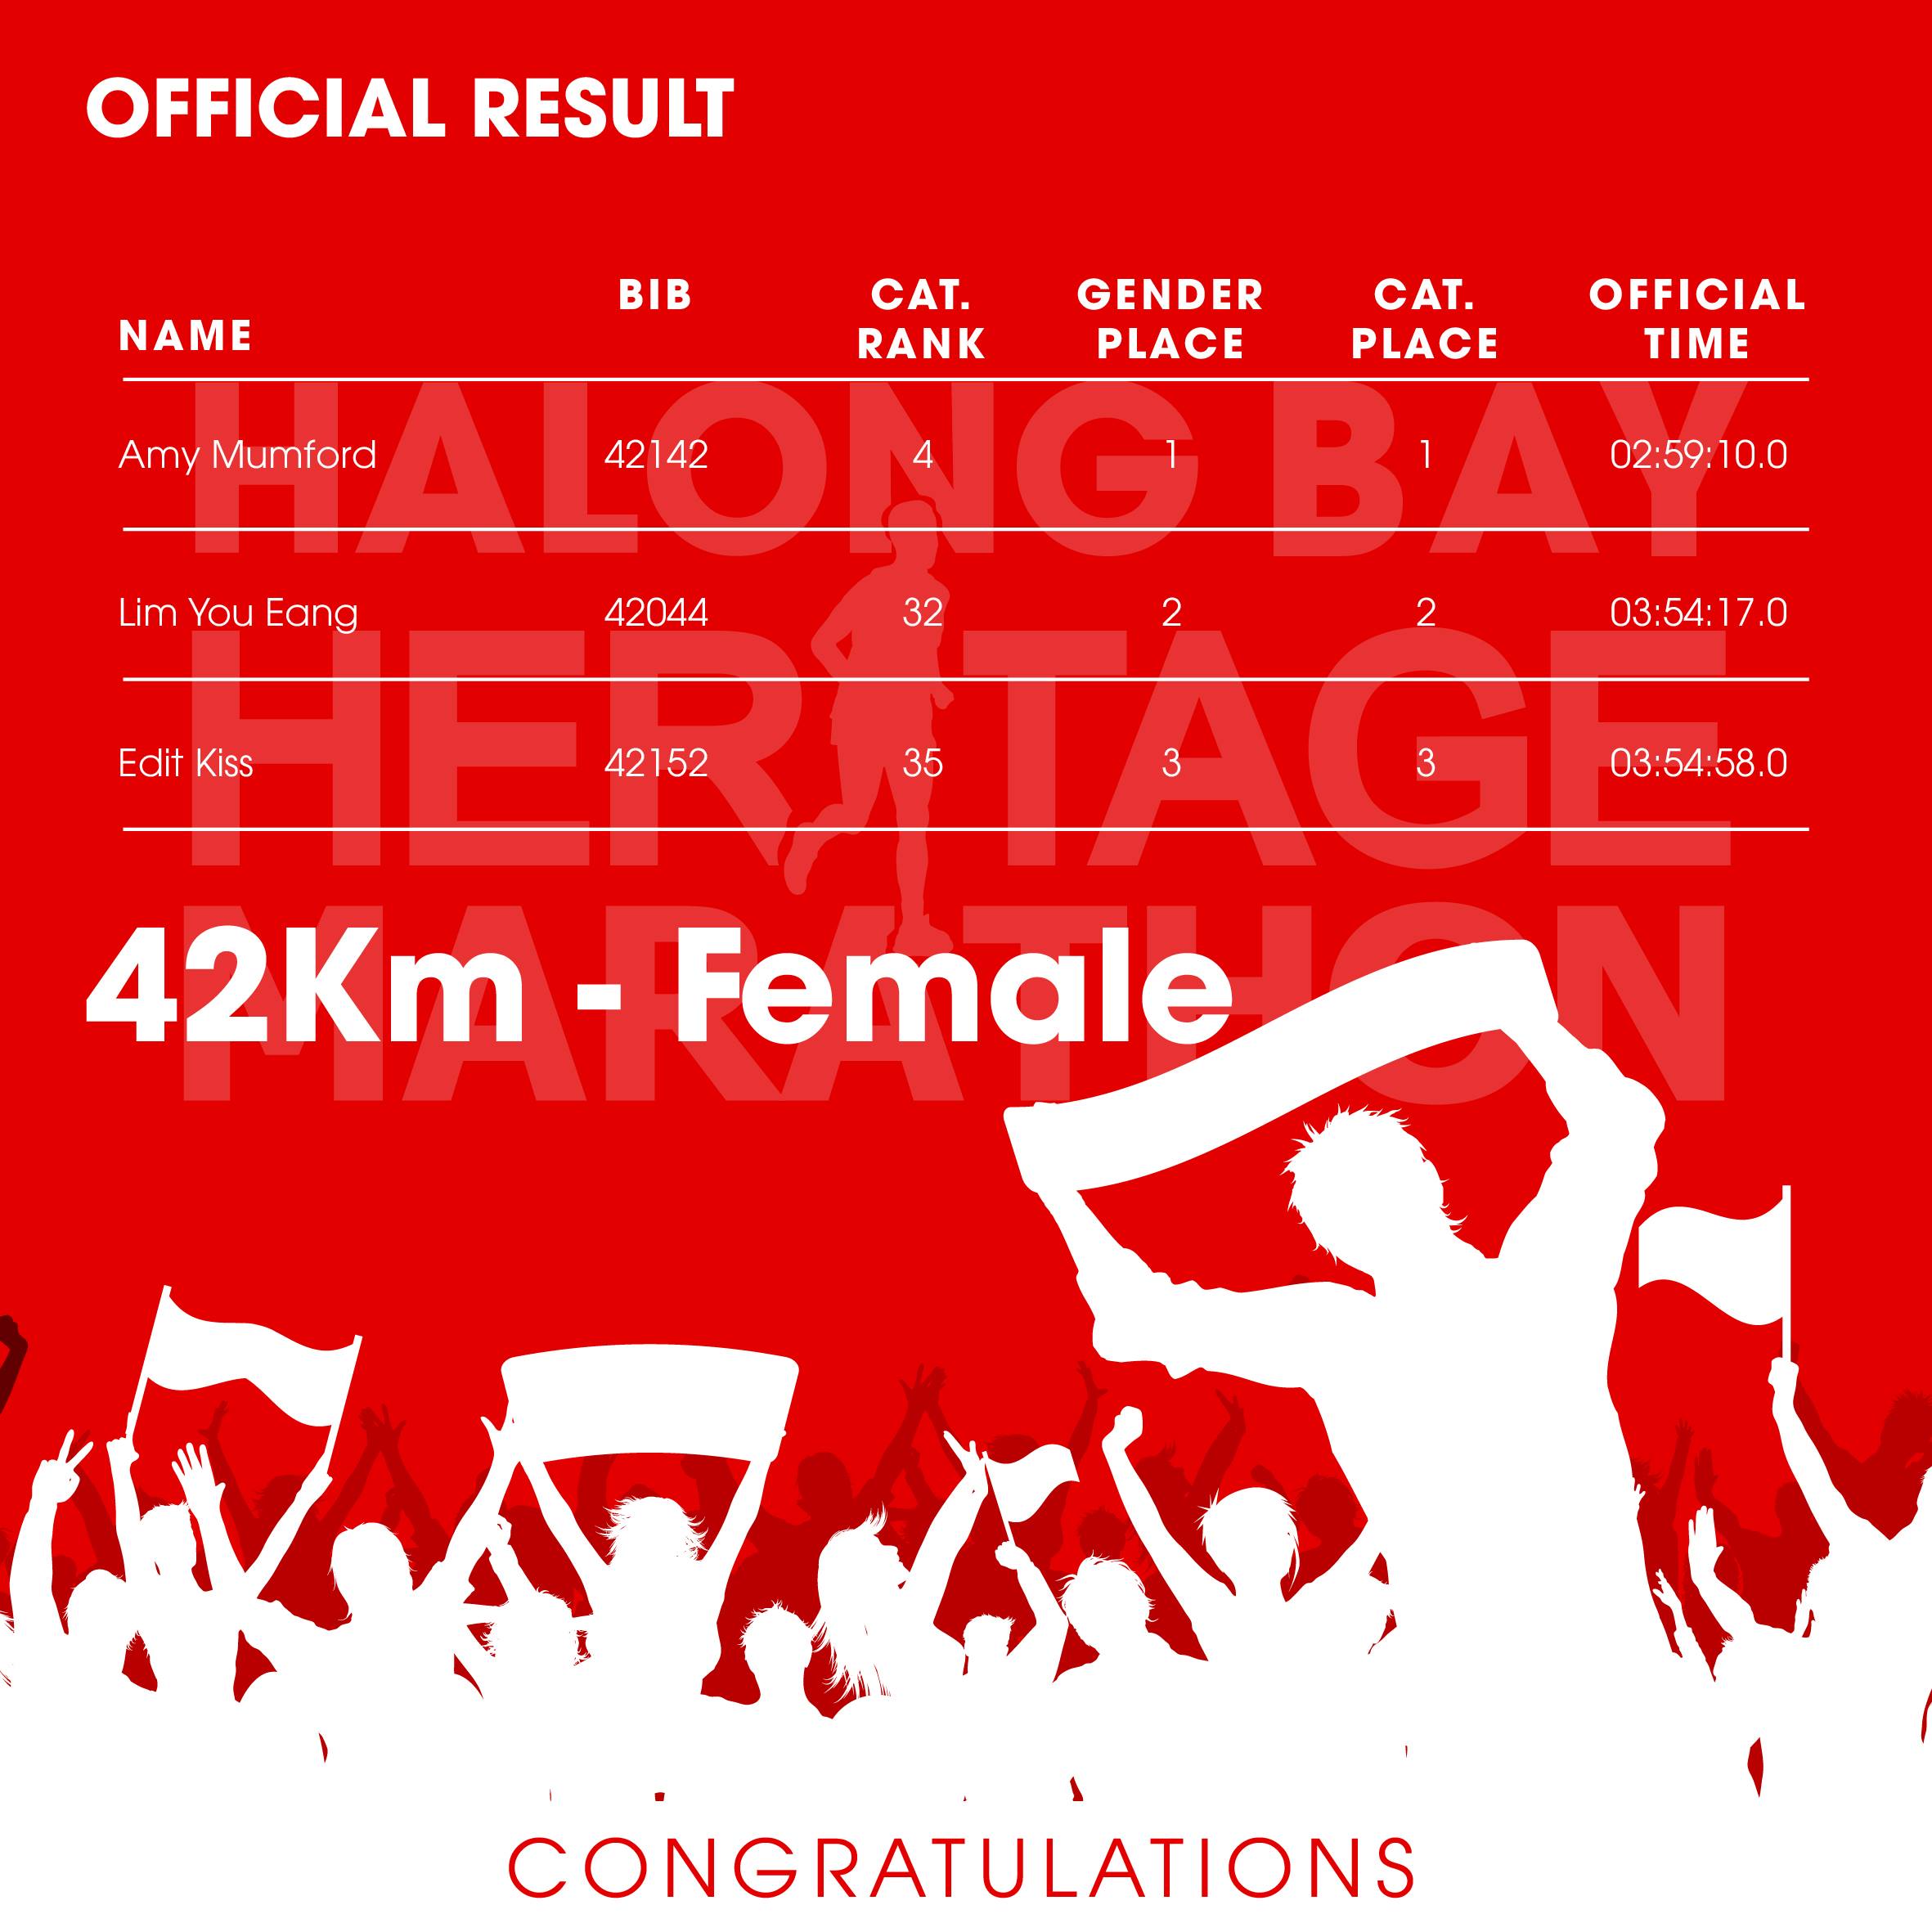 OFFICIAL RESULT
NAME BIB CAT. RANK GENDER PLACE CAT. PLACE OFFICIAL TIME
HALONG BAY
Amy Mumford 42142 4 1 1 02:59:10.0
Lim You Eang 42044 32 2 2 03:54:17.0
HERITAGE
Edit Kiss 42152 35 3 3 03:54:58.0
MARATHON
42Km - Female
CONGRATULATIONS